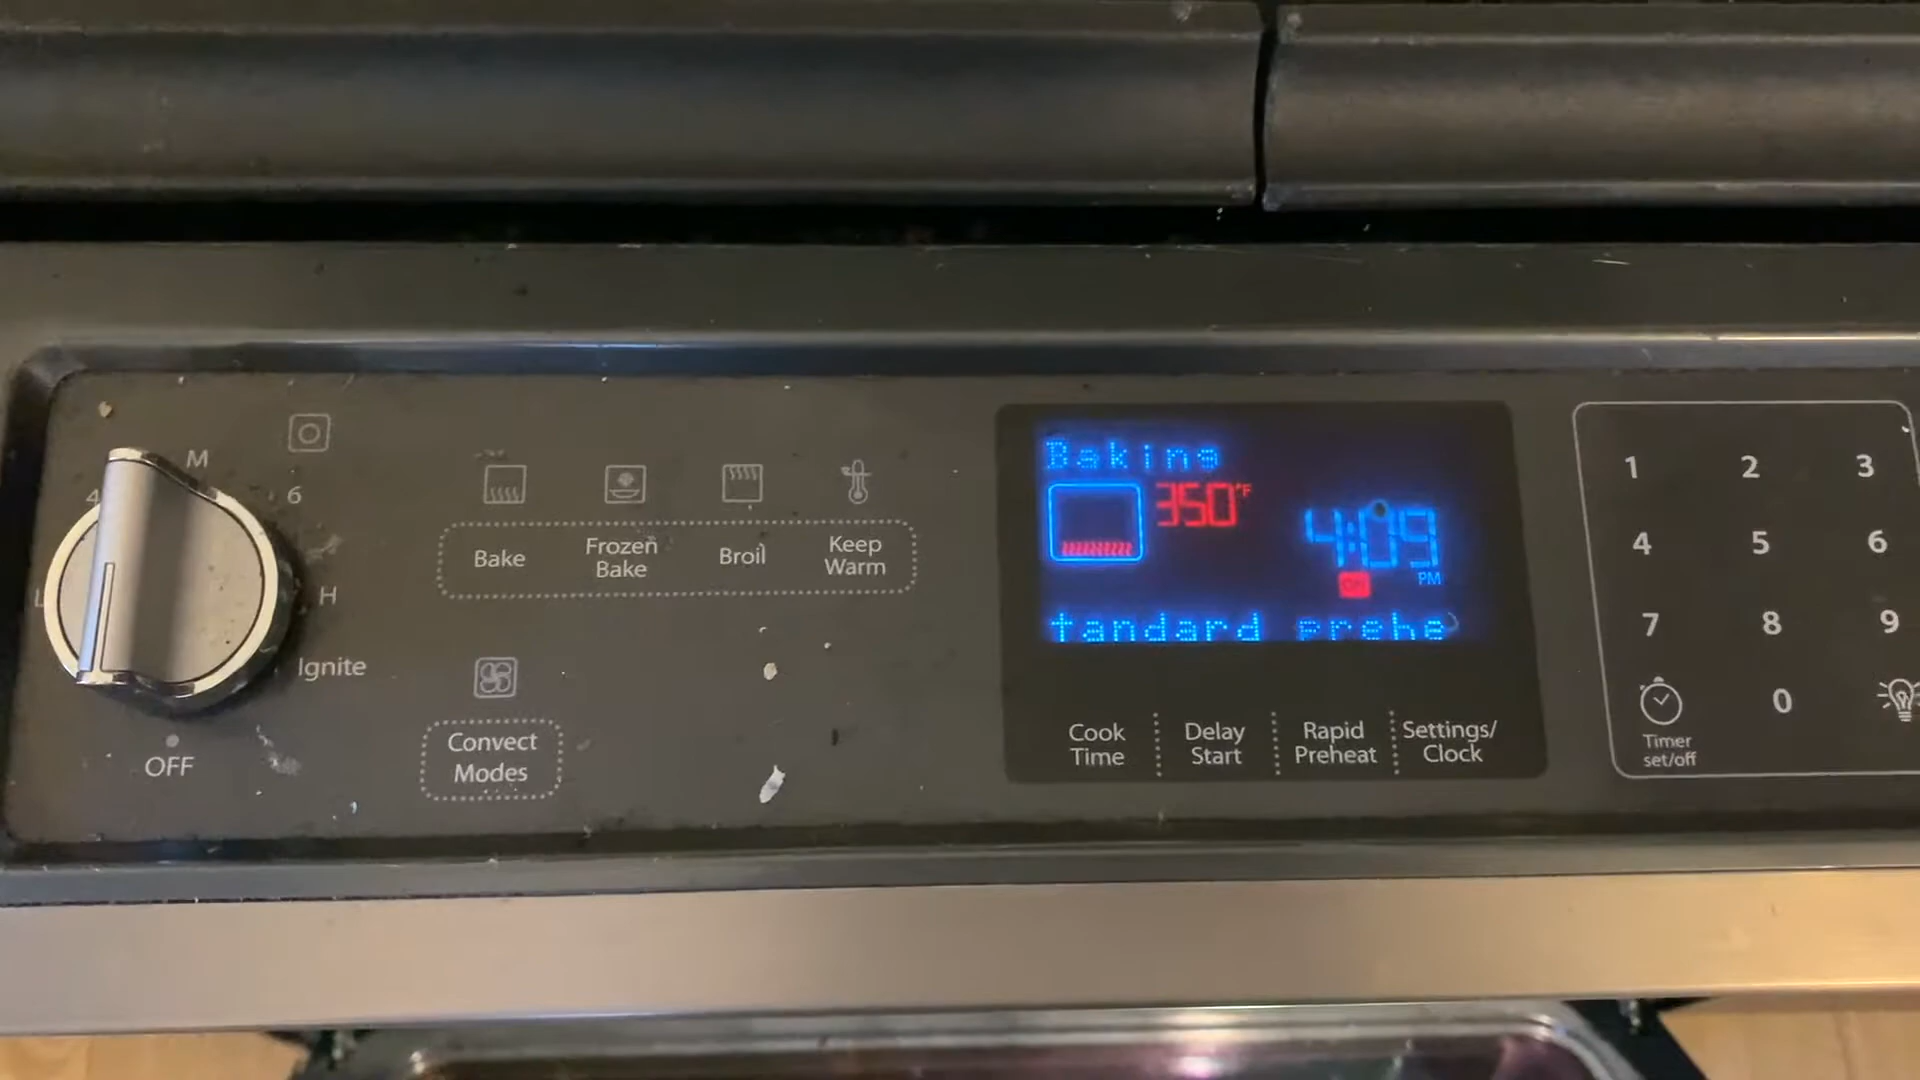 M
4
6
L
H
Ignite
OFF
Bake
Frozen Bake
Broil
Keep Warm
Convect Modes
Baking
350°F
4:09
PM
ON
tandard prehe
Cook Time
Delay Start
Rapid Preheat
Settings/ Clock
1 2 3
4 5 6
7 8 9
0
Timer set/off